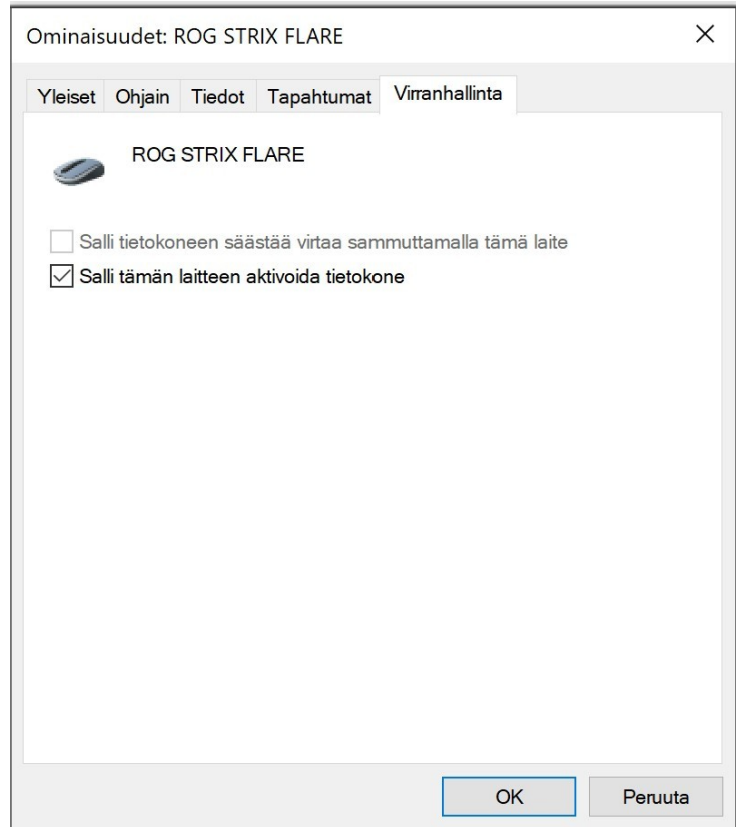 Ominaisuudet: ROG STRIX FLARE
Yleiset Ohjain Tiedot Tapahtumat Virranhallinta
ROG STRIX FLARE
Salli tietokoneen säästää virtaa sammuttamalla tämä laite
Salli tämän laitteen aktivoida tietokone
OK Peruuta